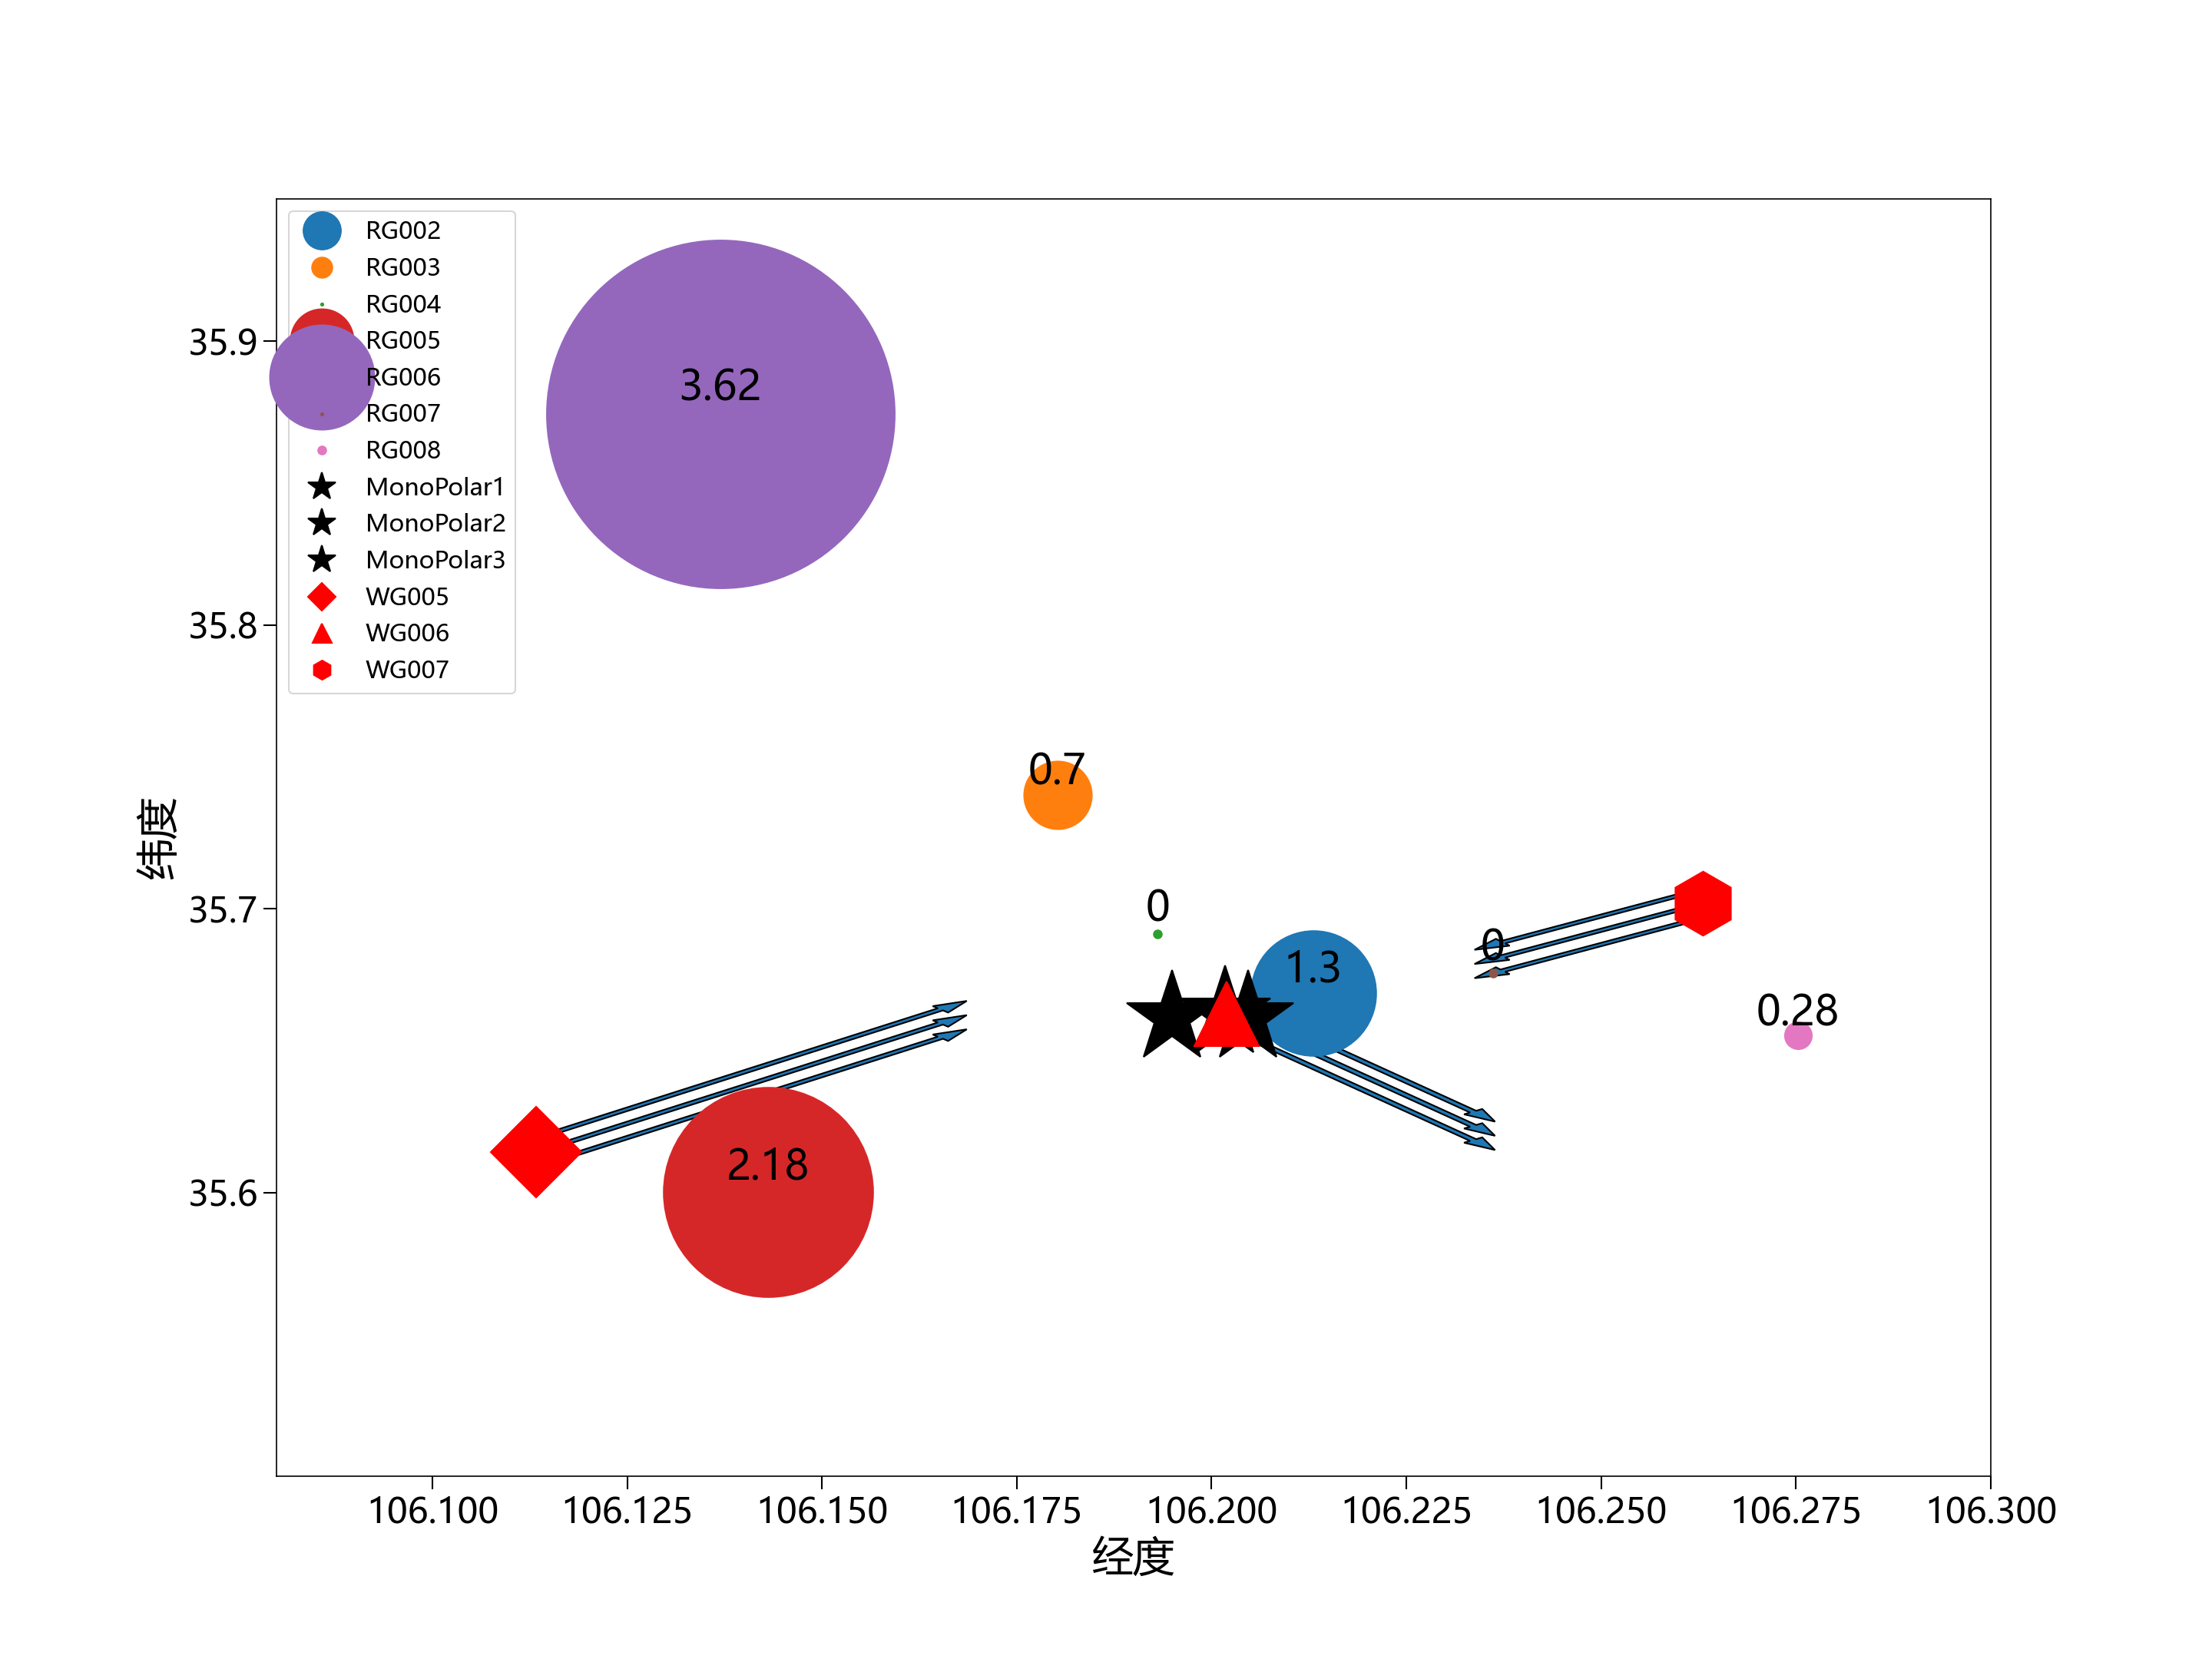 RG002
RG003
RG004
RG005
RG006
RG007
RG008
MonoPolar1
MonoPolar2
MonoPolar3
WG005
WG006
WG007
3.62
0.7
0
0
1.3
0.28
2.18
35.9
35.8
35.7
35.6
纬度
106.100 106.125 106.150 106.175 106.200 106.225 106.250 106.275 106.300
经度